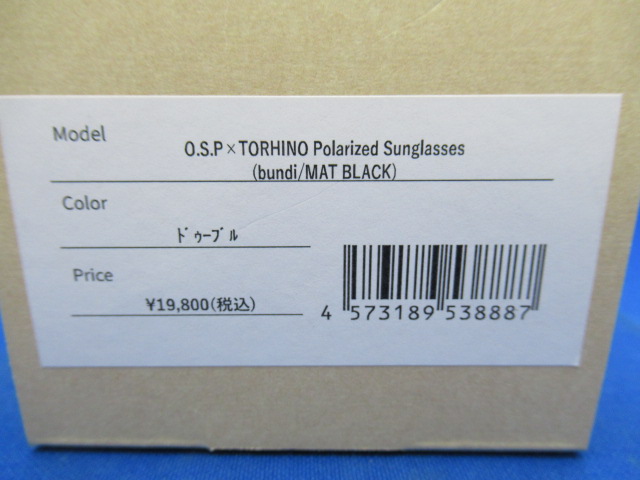 Model
O.S.P×TORHINO Polarized Sunglasses
(bundi/MAT BLACK)
Color
ﾄﾞｩｰﾌﾞﾙ
Price
¥19,800(税込)
4 573189 538887